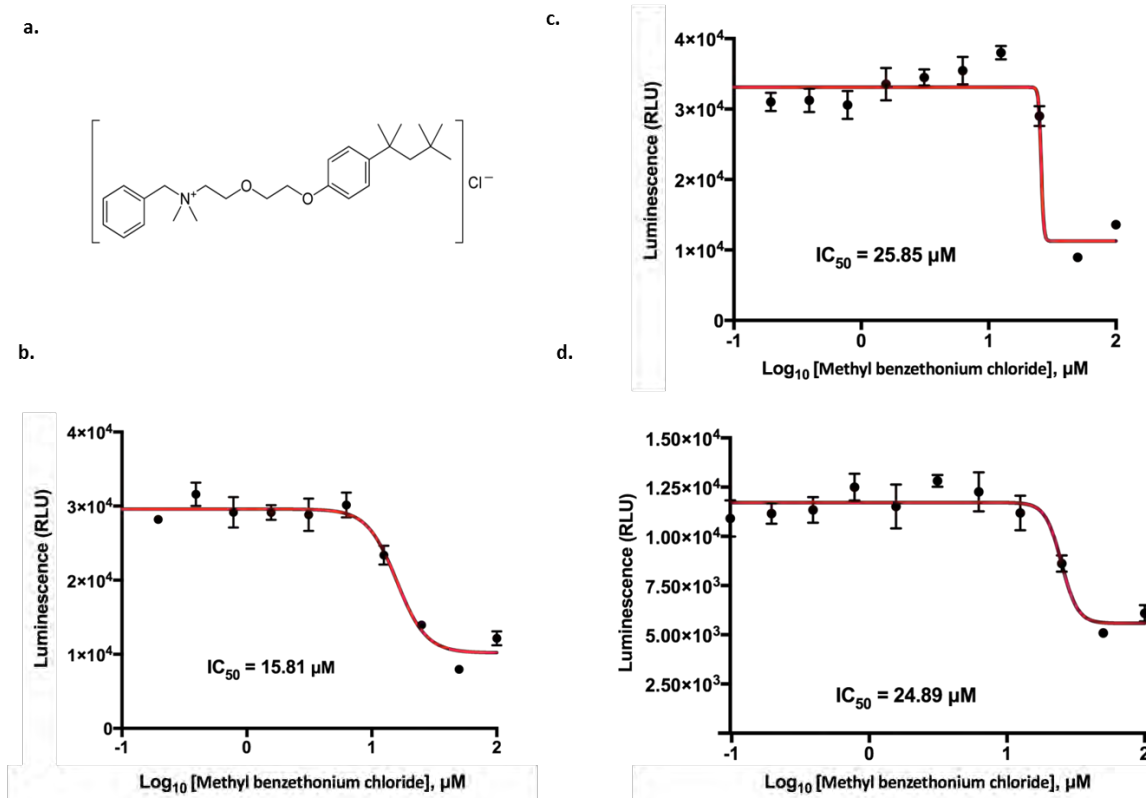 a.
N⁺
O
O
Cl⁻
b.
Luminescence (RLU)
4×10⁴
3×10⁴
2×10⁴
1×10⁴
0
-1 0 1 2
IC₅₀ = 15.81 µM
Log₁₀ [Methyl benzethonium chloride], µM
c.
Luminescence (RLU)
4×10⁴
3×10⁴
2×10⁴
1×10⁴
0
-1 0 1 2
IC₅₀ = 25.85 µM
Log₁₀ [Methyl benzethonium chloride], µM
d.
Luminescence (RLU)
1.50×10⁴
1.25×10⁴
1.00×10⁴
7.50×10³
5.00×10³
2.50×10³
-1 0 1 2
IC₅₀ = 24.89 µM
Log₁₀ [Methyl benzethonium chloride], µM